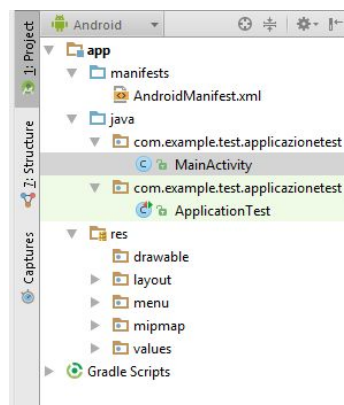 Android
1: Project
app
manifests
AndroidManifest.xml
java
com.example.test.applicazionetest
MainActivity
com.example.test.applicazionetest
ApplicationTest
7: Structure
res
drawable
layout
menu
mipmap
values
Captures
Gradle Scripts